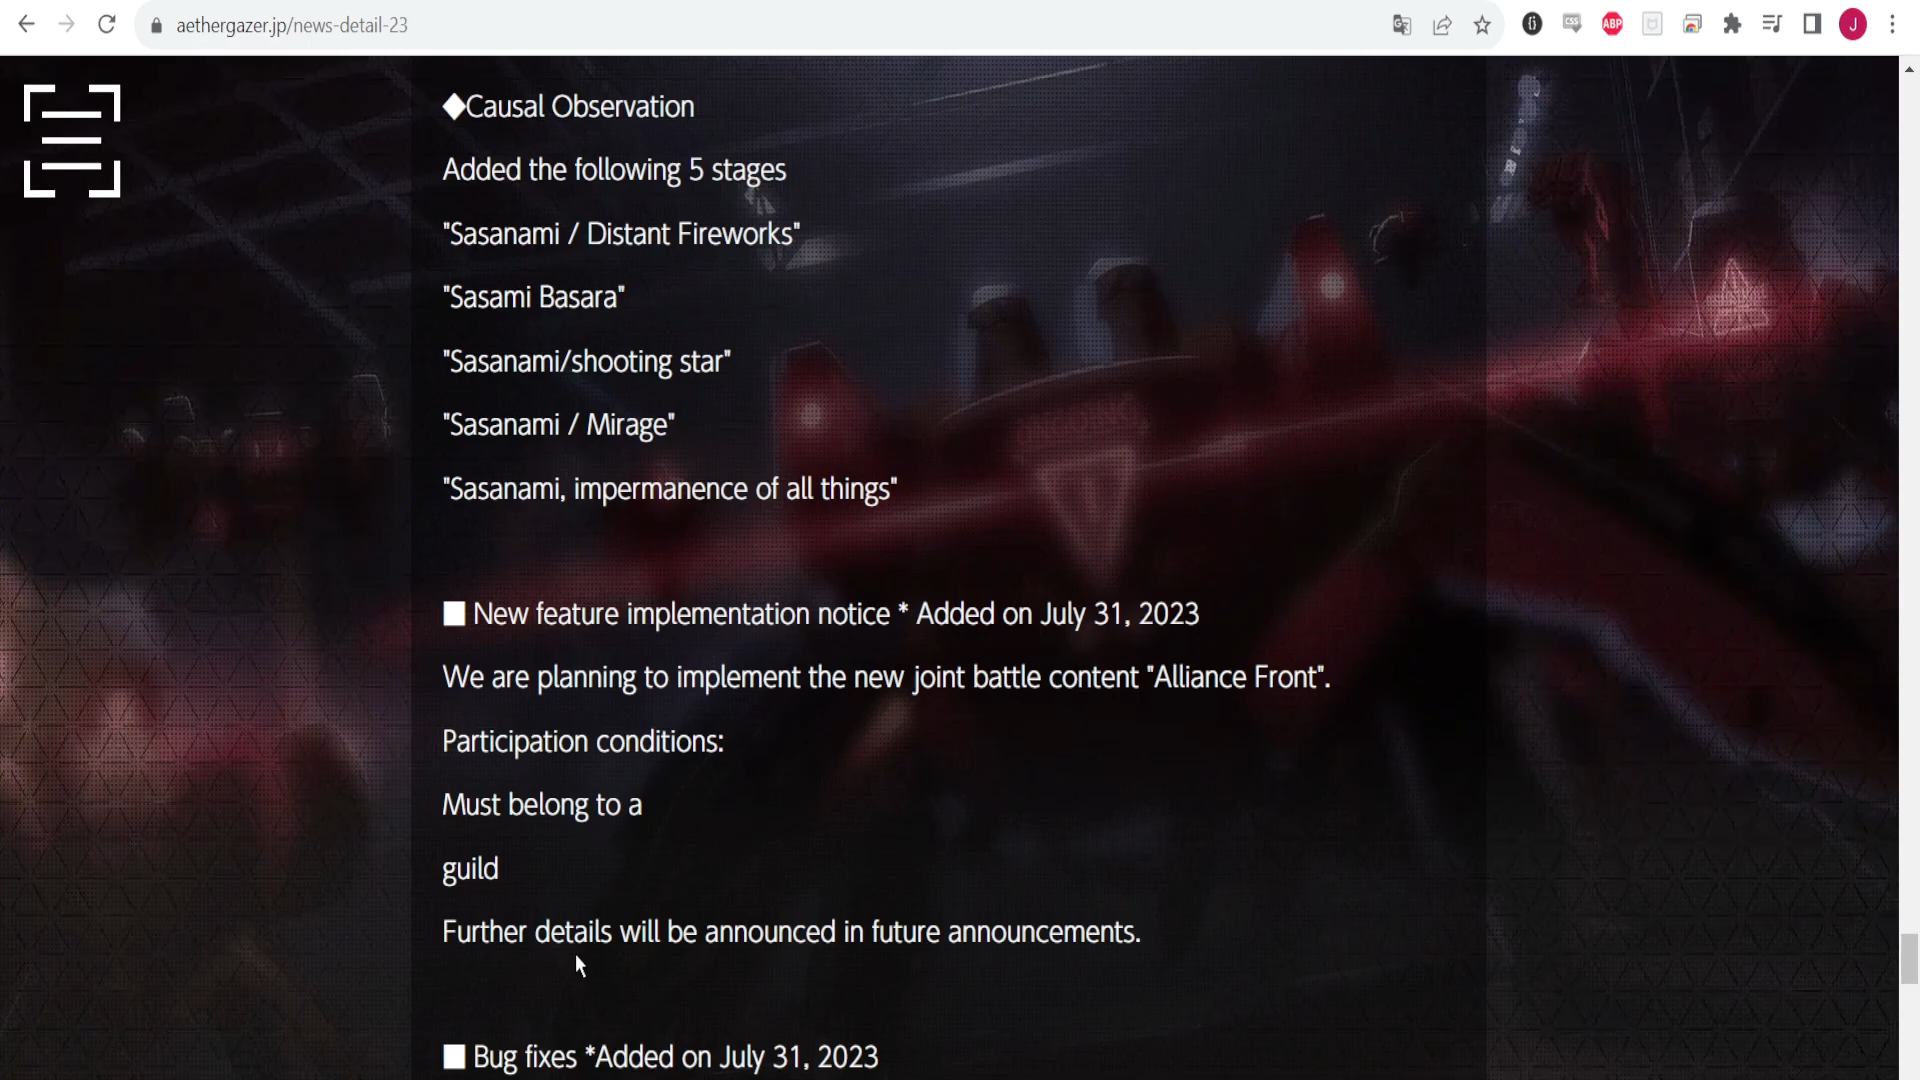 aethergazer.jp/news-detail-23
ABP
CSS
J
◆Causal Observation
Added the following 5 stages
"Sasanami / Distant Fireworks"
"Sasami Basara"
"Sasanami/shooting star"
"Sasanami / Mirage"
"Sasanami, impermanence of all things"
■ New feature implementation notice * Added on July 31, 2023
We are planning to implement the new joint battle content "Alliance Front".
Participation conditions:
Must belong to a
guild
Further details will be announced in future announcements.
■ Bug fixes *Added on July 31, 2023